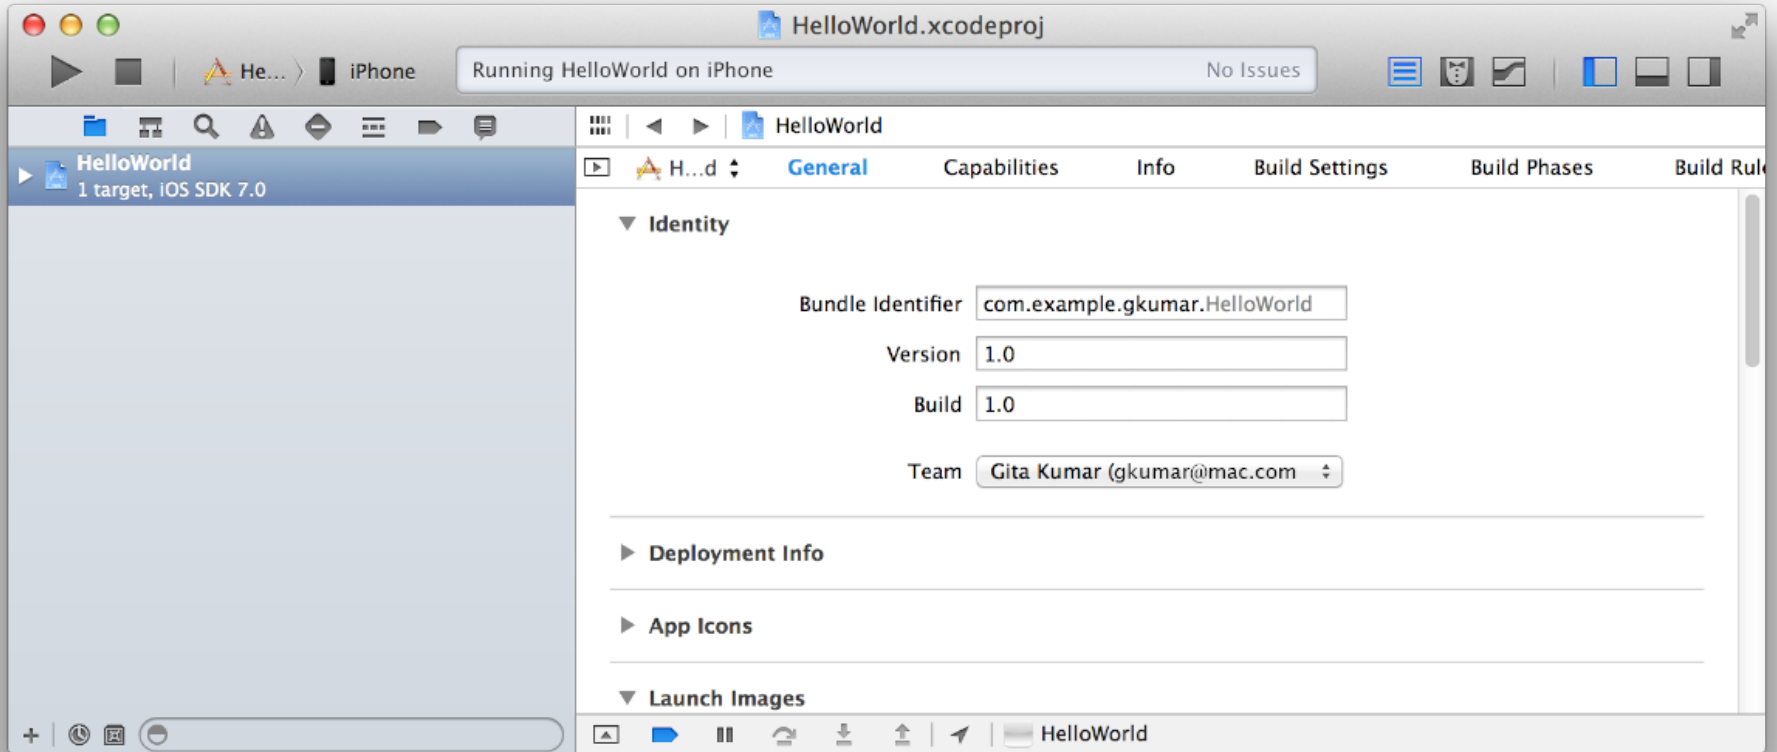 HelloWorld.xcodeproj
He... iPhone
Running HelloWorld on iPhone No Issues
HelloWorld
1 target, iOS SDK 7.0
HelloWorld
H...d General Capabilities Info Build Settings Build Phases Build Rule
Identity
Bundle Identifier com.example.gkumar.HelloWorld
Version 1.0
Build 1.0
Team Gita Kumar (gkumar@mac.com
Deployment Info
App Icons
Launch Images
HelloWorld